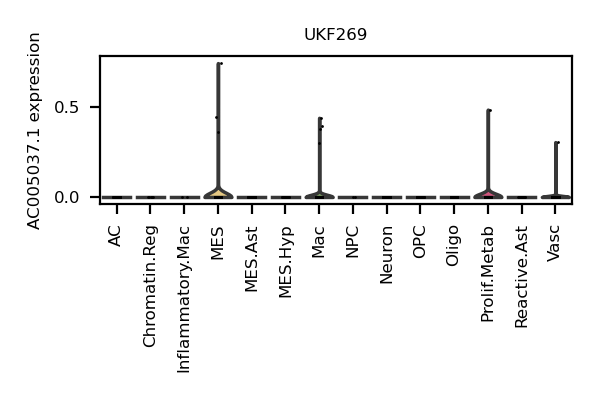 UKF269
AC005037.1 expression
0.5
0.0
AC
Chromatin.Reg
Inflammatory.Mac
MES
MES.Ast
MES.Hyp
Mac
NPC
Neuron
OPC
Oligo
Prolif.Metab
Reactive.Ast
Vasc